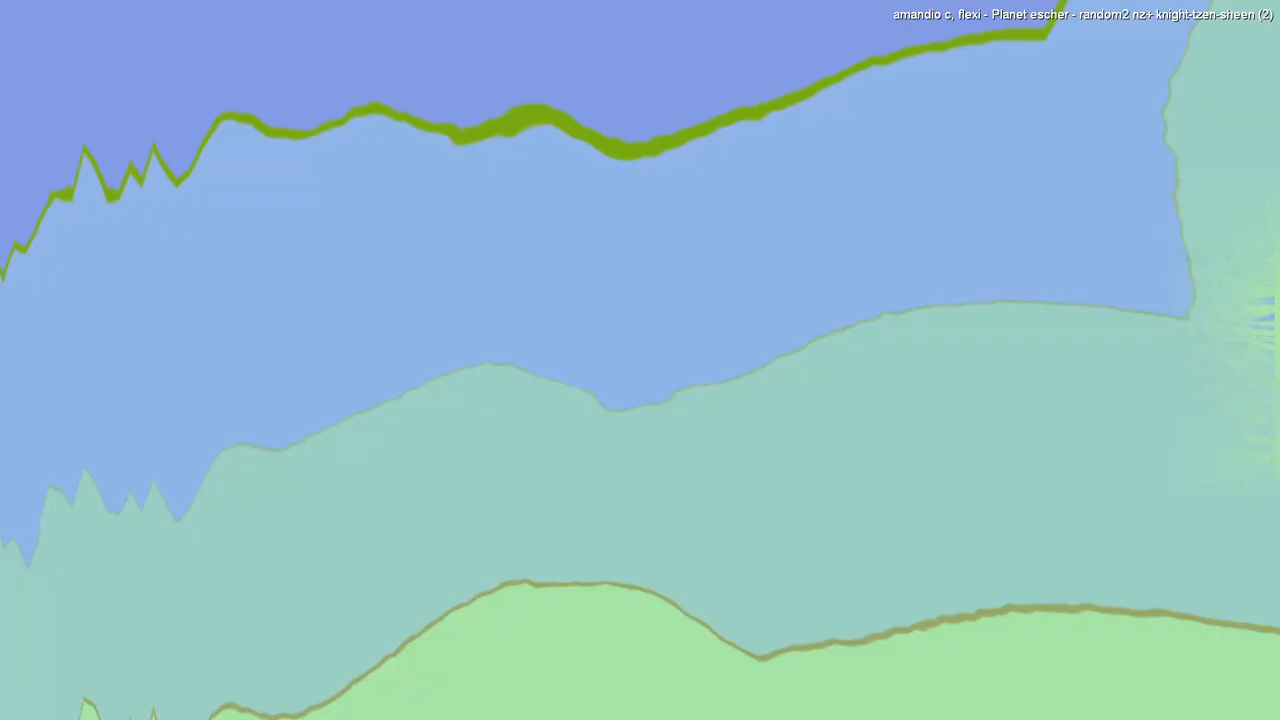 amandio c, flexi - Planet escher - random2 nz+ knight-tzen-sheen (2)